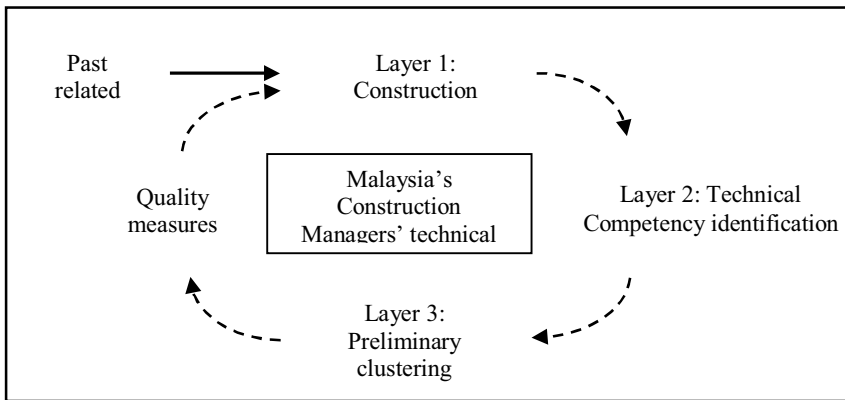 Past
related
Layer 1:
Construction
Quality
measures
Malaysia’s
Construction
Managers’ technical
Layer 2: Technical
Competency identification
Layer 3:
Preliminary
clustering